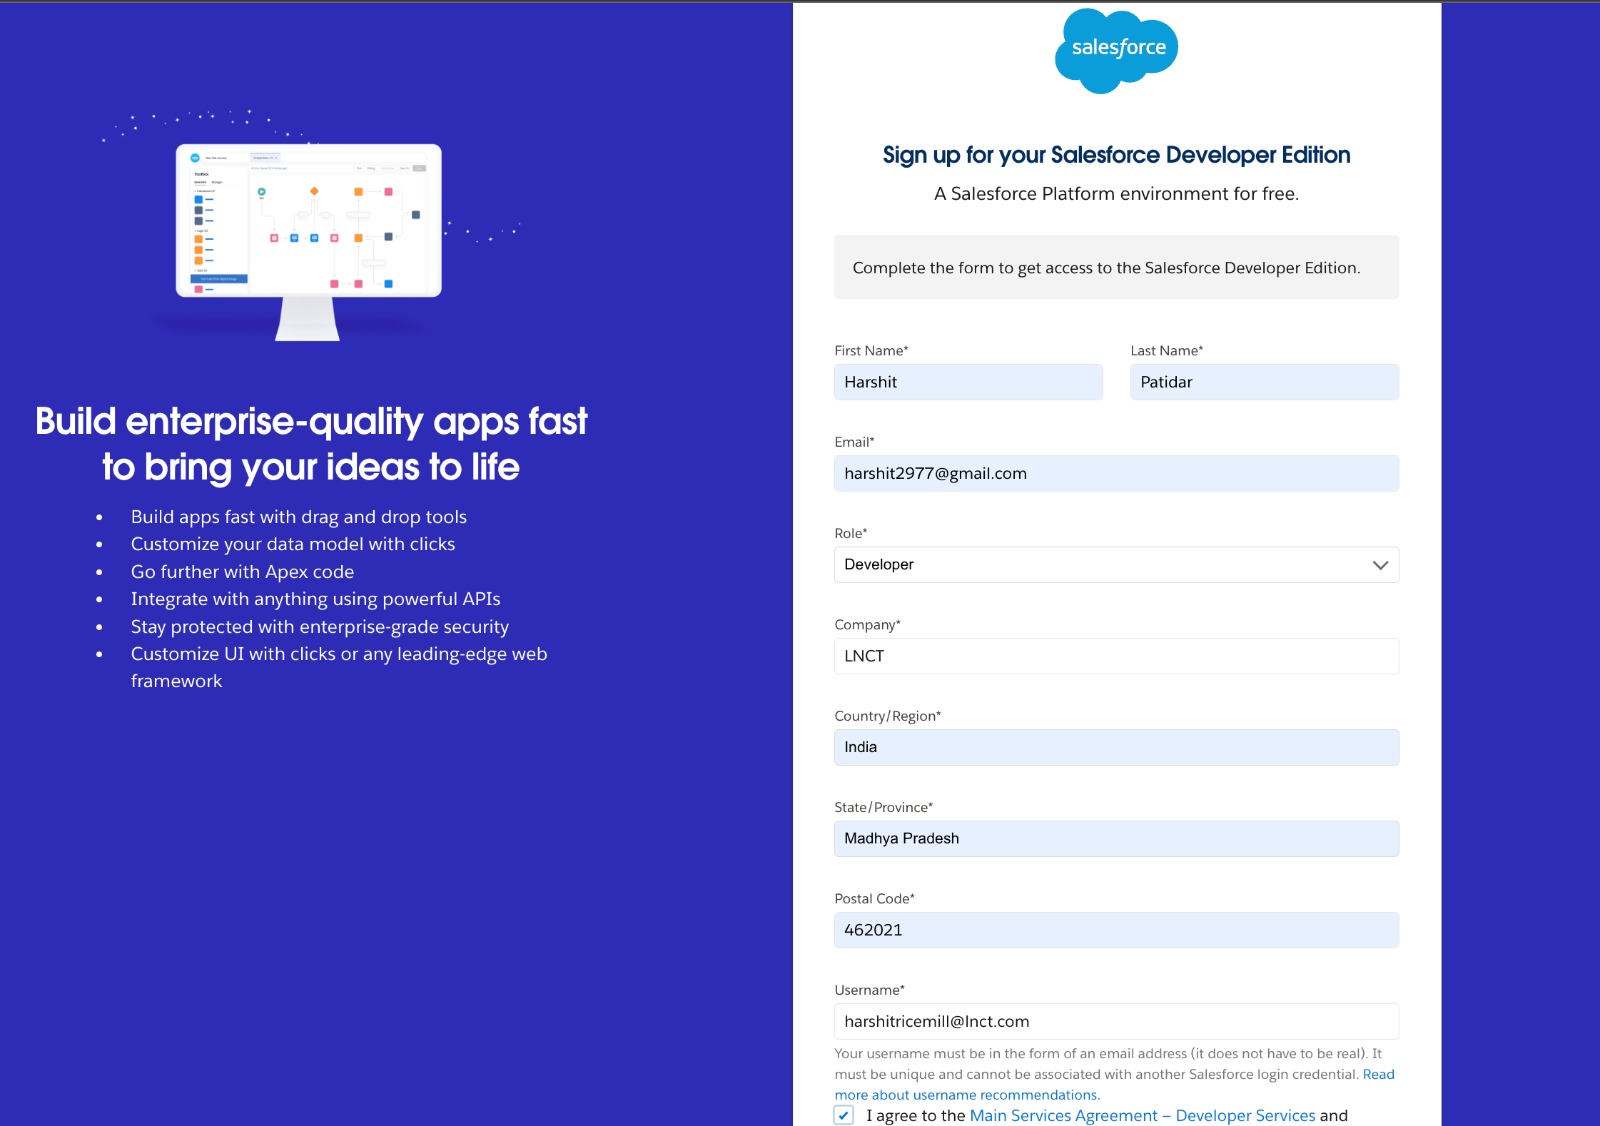 salesforce
Sign up for your Salesforce Developer Edition
A Salesforce Platform environment for free.
Complete the form to get access to the Salesforce Developer Edition.
First Name*
Last Name*
Harshit
Patidar
Email*
harshit2977@gmail.com
Role*
Developer
Company*
LNCT
Country/Region*
India
State/Province*
Madhya Pradesh
Postal Code*
462021
Username*
harshitricemill@lnct.com
Your username must be in the form of an email address (it does not have to be real). It
must be unique and cannot be associated with another Salesforce login credential. Read
more about username recommendations.
I agree to the Main Services Agreement – Developer Services and
Build enterprise-quality apps fast
to bring your ideas to life
• Build apps fast with drag and drop tools
• Customize your data model with clicks
• Go further with Apex code
• Integrate with anything using powerful APIs
• Stay protected with enterprise-grade security
• Customize UI with clicks or any leading-edge web
framework